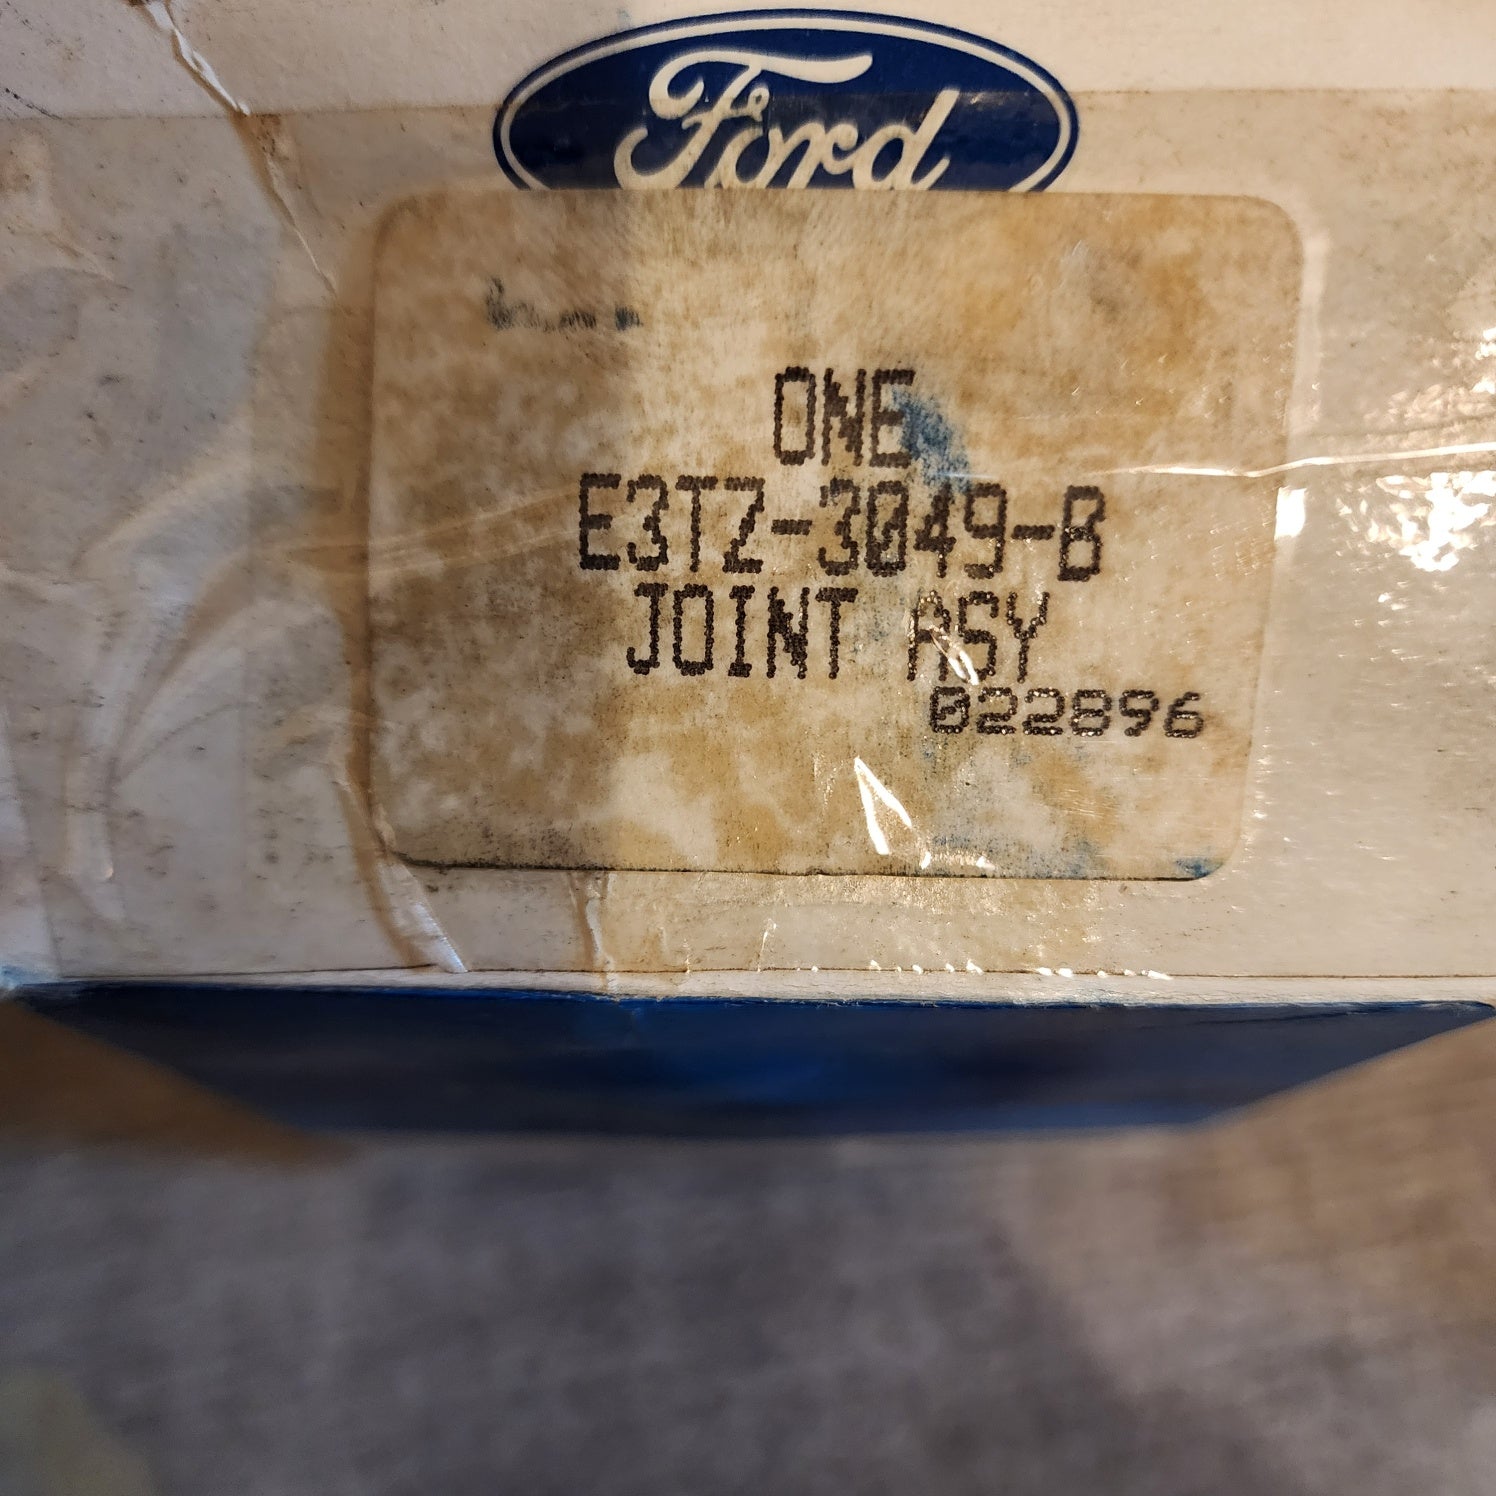 Ford
ONE
E3TZ-3049-B
JOINT ASY
022896